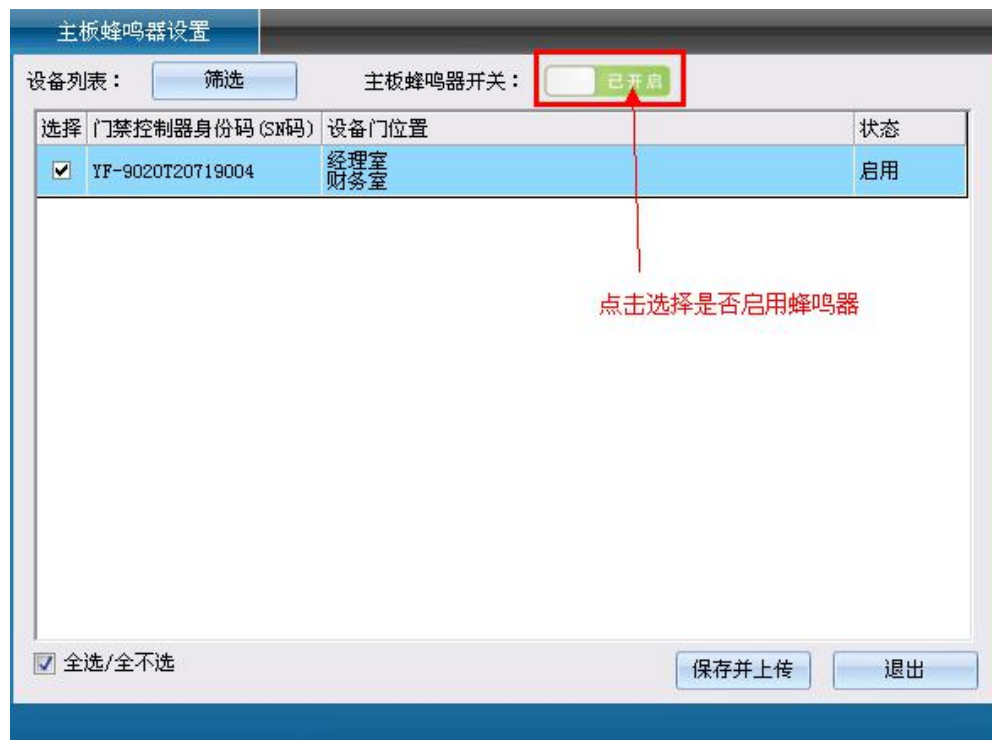 主板蜂鸣器设置
设备列表： 筛选 主板蜂鸣器开关： 已开启
选择 门禁控制器身份码(SN码) 设备门位置 状态
YF-9020T20719004 经理室 启用
财务室
点击选择是否启用蜂鸣器
全选/全不选 保存并上传 退出